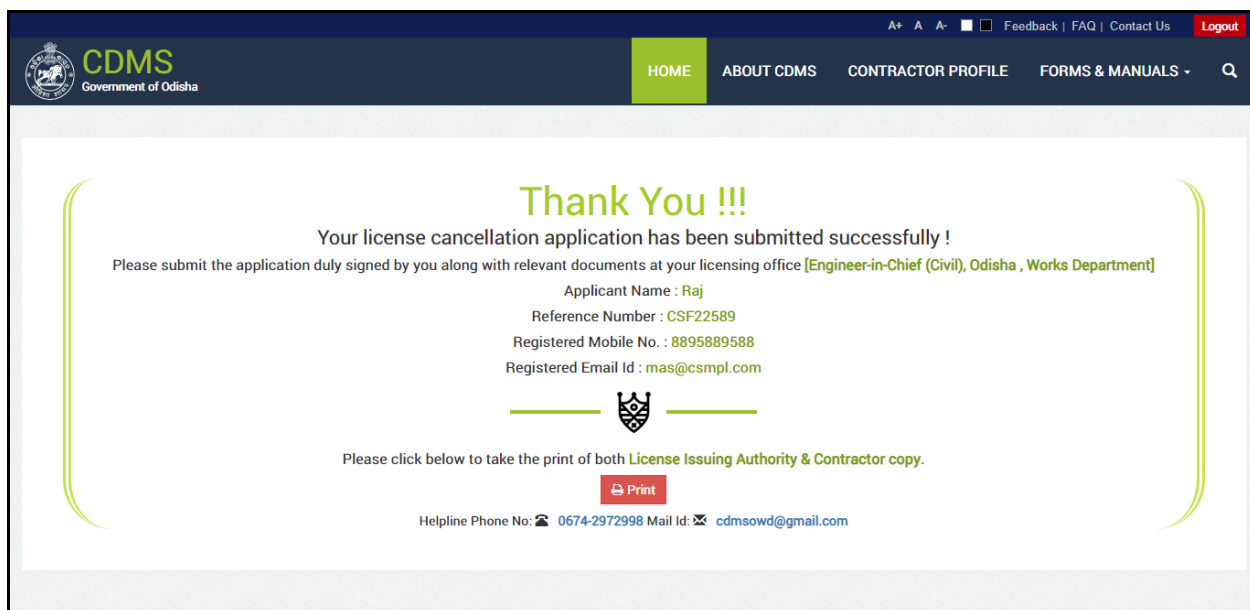 A+ A A- Feedback | FAQ | Contact Us Logout
CDMS
Government of Odisha
HOME ABOUT CDMS CONTRACTOR PROFILE FORMS & MANUALS
Thank You !!!
Your license cancellation application has been submitted successfully !
Please submit the application duly signed by you along with relevant documents at your licensing office [Engineer-in-Chief (Civil), Odisha , Works Department]
Applicant Name : Raj
Reference Number : CSF22589
Registered Mobile No. : 8895889588
Registered Email Id : mas@csmpl.com
Please click below to take the print of both License Issuing Authority & Contractor copy.
Print
Helpline Phone No: 0674-2972998 Mail Id: cdmsowd@gmail.com